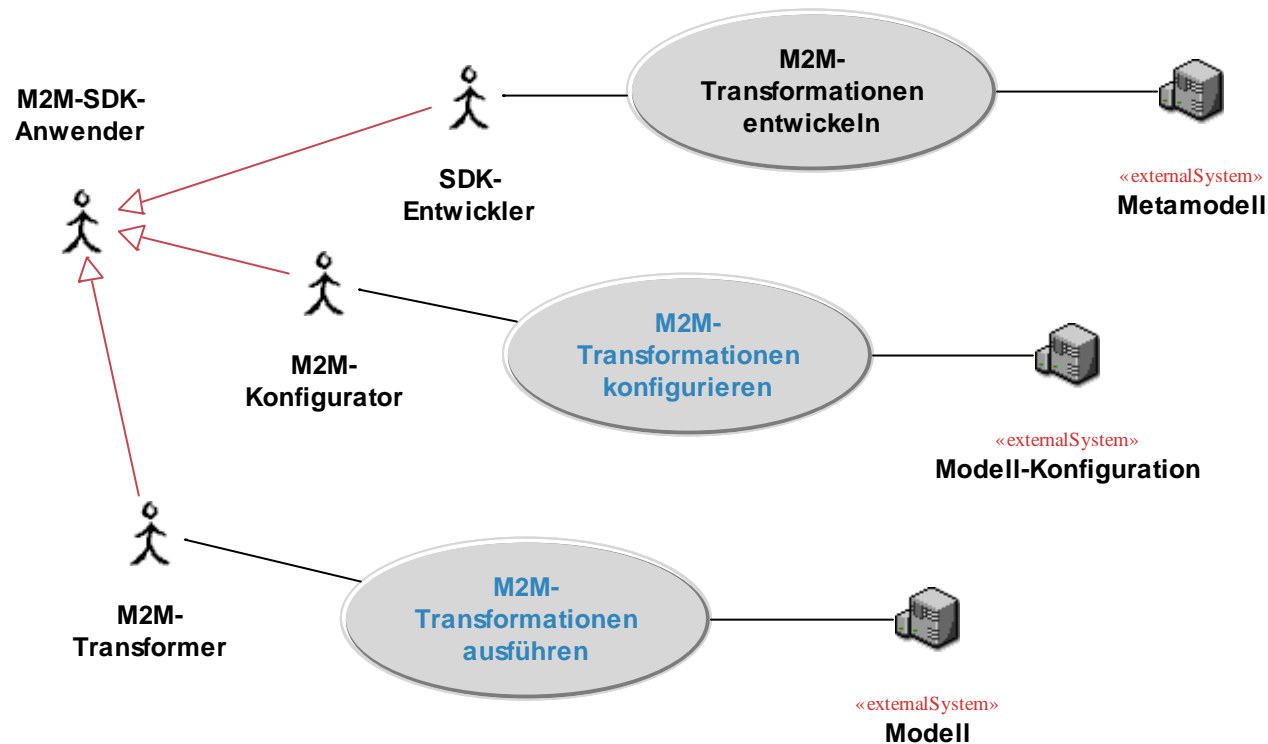 M2M-SDK-
Anwender
SDK-
Entwickler
M2M-
Transformationen
entwickeln
«externalSystem»
Metamodell
M2M-
Konfigurator
M2M-
Transformationen
konfigurieren
«externalSystem»
Modell-Konfiguration
M2M-
Transformer
M2M-
Transformationen
ausführen
«externalSystem»
Modell